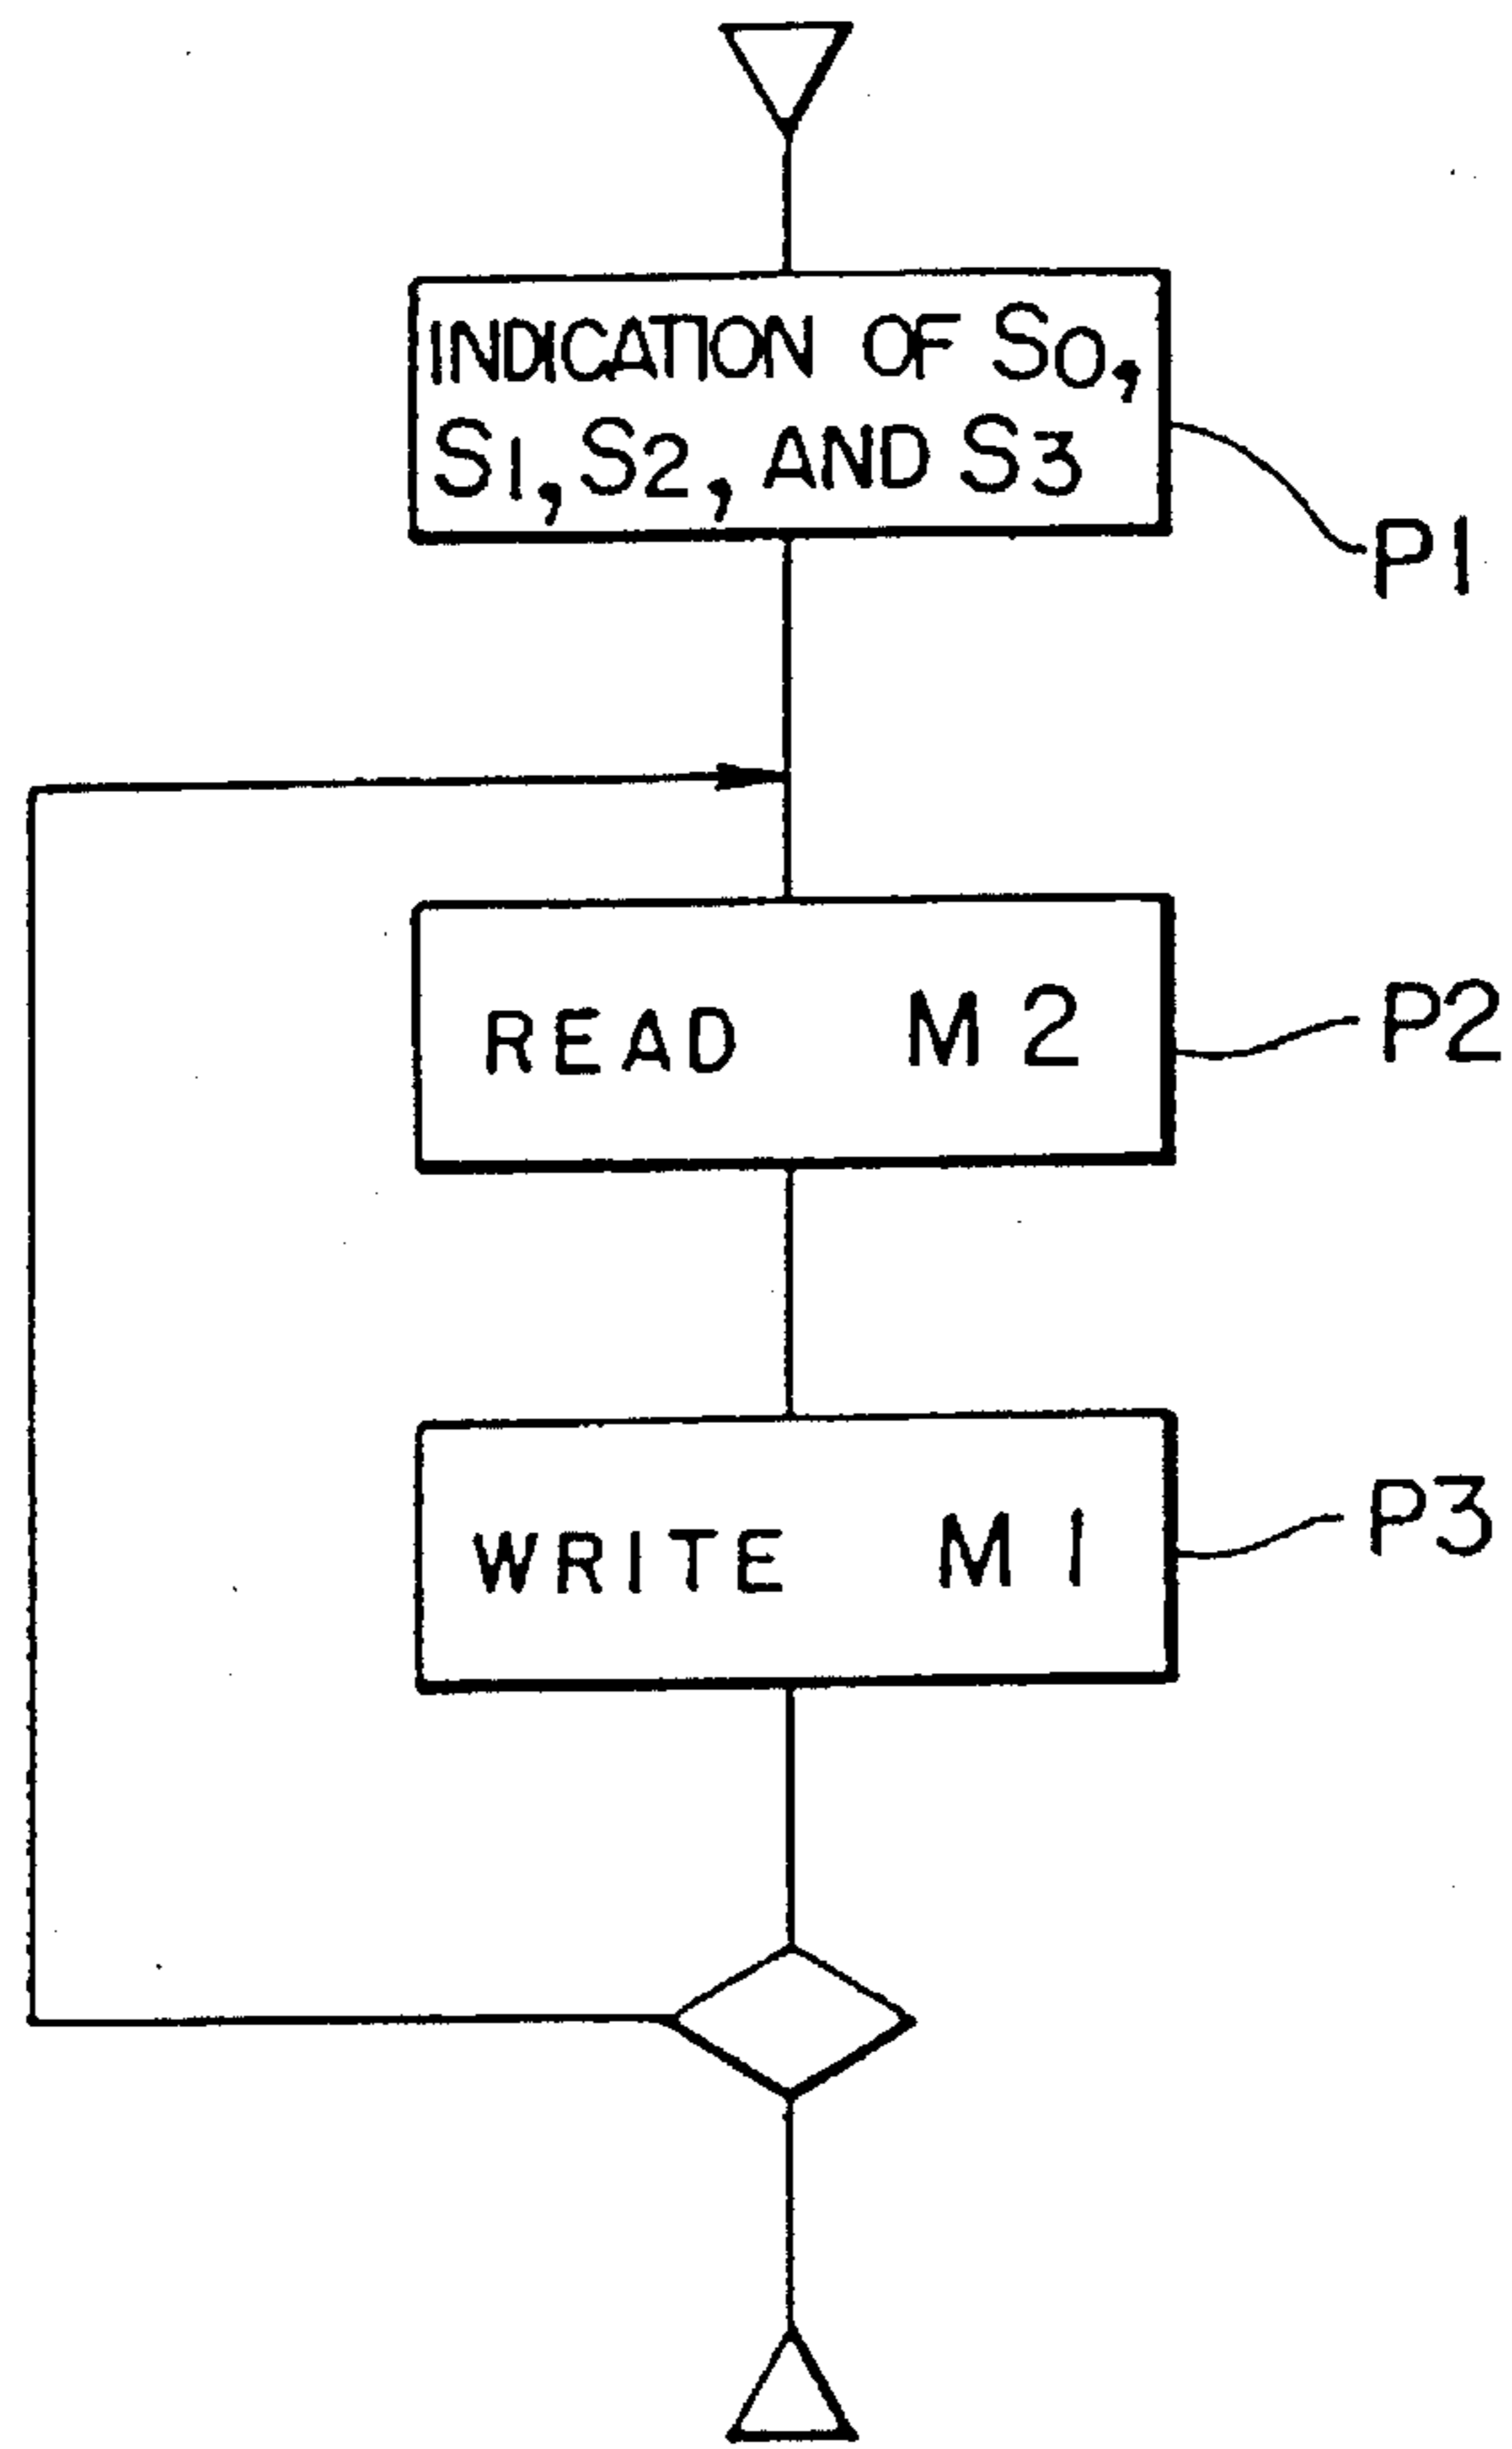 INDICATION OF S0,
S1, S2, AND S3
P1
READ M2
P2
WRITE M1
P3